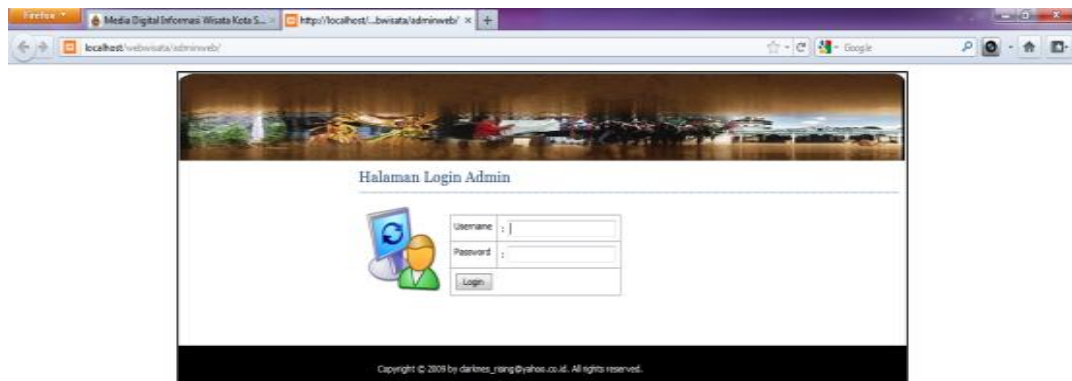 Firefox
Media Digital Informasi Wisata Kota S...
http://localhost/...bwisata/adminweb/
localhost/webwisata/adminweb/
Google
Halaman Login Admin
Username :
Password :
Login
Copyright © 2009 by darknes_rising@yahoo.co.id. All rights reserved.